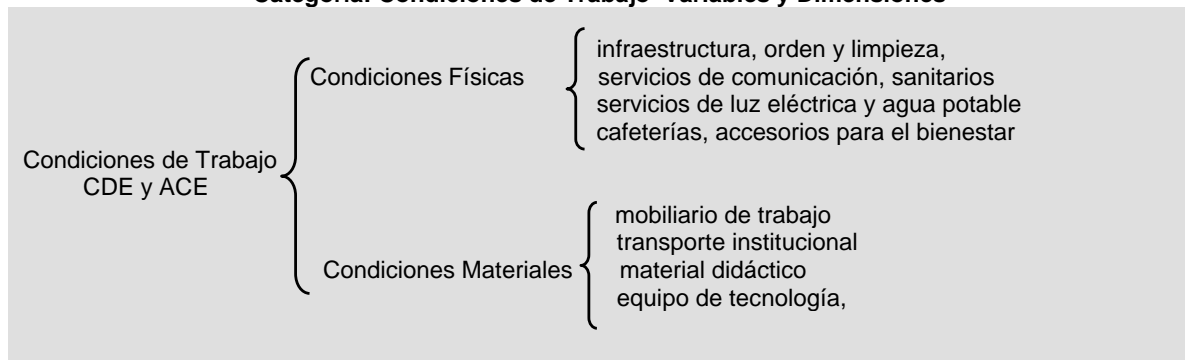 Categoría: Condiciones de Trabajo- Variables y Dimensiones
infraestructura, orden y limpieza,
Condiciones Físicas
servicios de comunicación, sanitarios
servicios de luz eléctrica y agua potable
cafeterías, accesorios para el bienestar
Condiciones de Trabajo
CDE y ACE
mobiliario de trabajo
transporte institucional
Condiciones Materiales
material didáctico
equipo de tecnología,